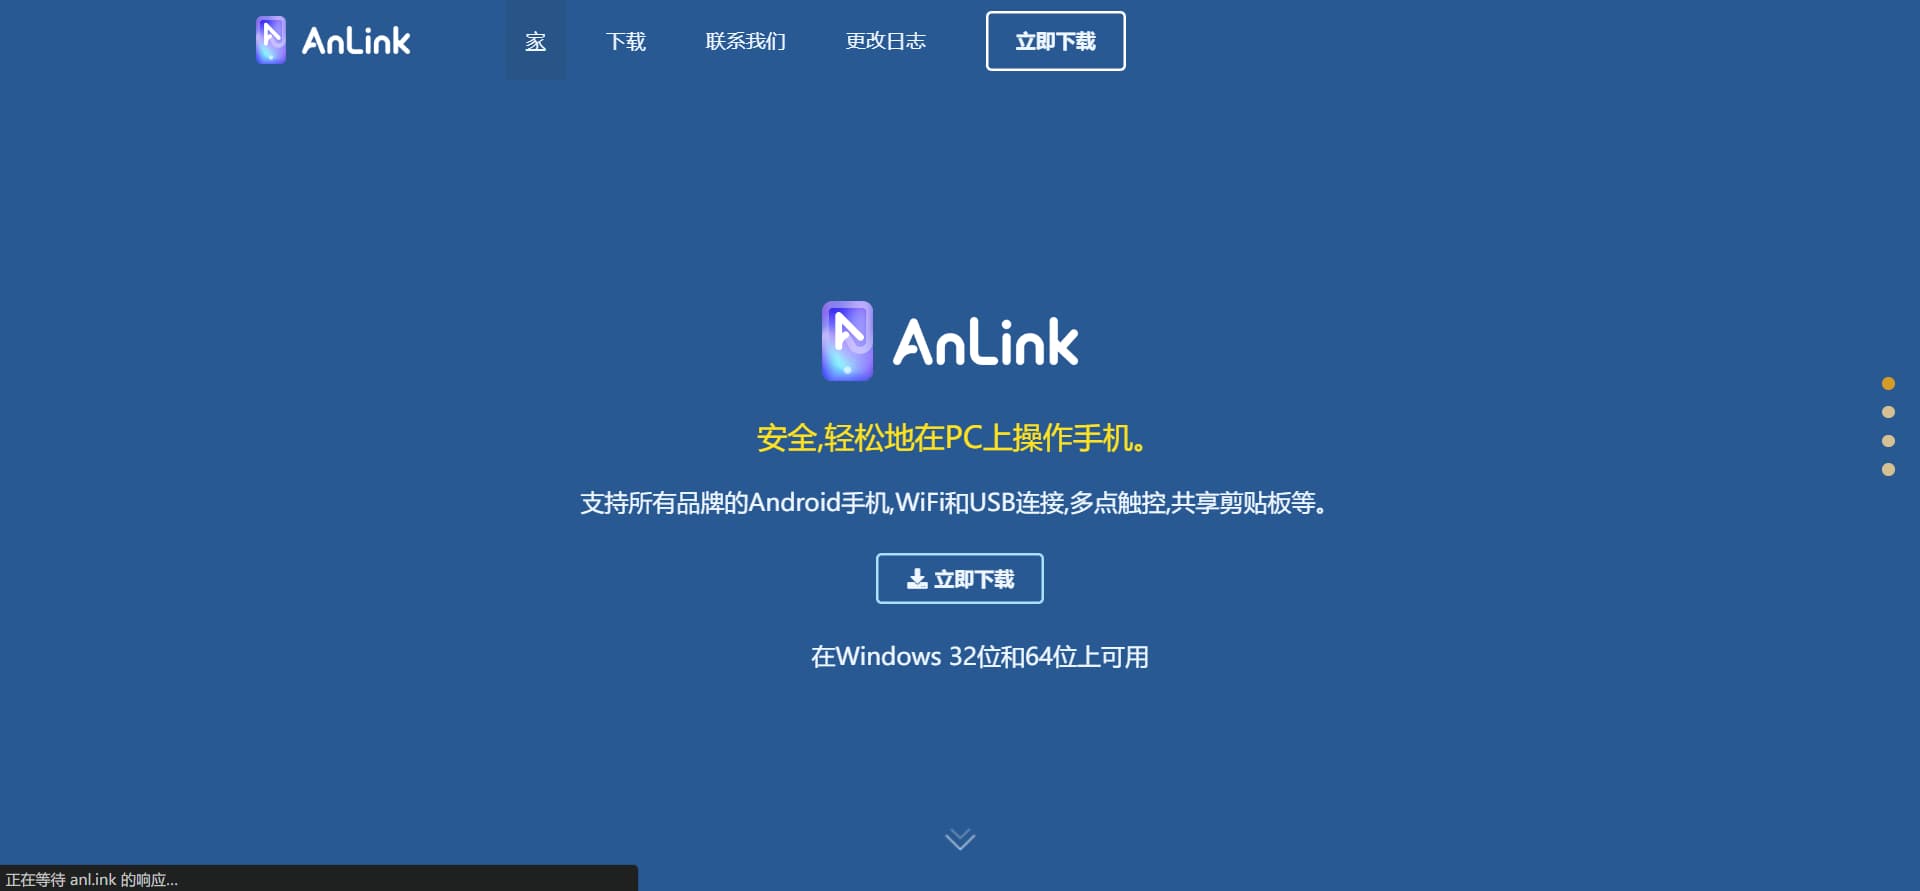 AnLink
家
下载
联系我们
更改日志
立即下载
AnLink
安全,轻松地在PC上操作手机。
支持所有品牌的Android手机,WiFi和USB连接,多点触控,共享剪贴板等。
立即下载
在Windows 32位和64位上可用
正在等待 anl.ink 的响应...